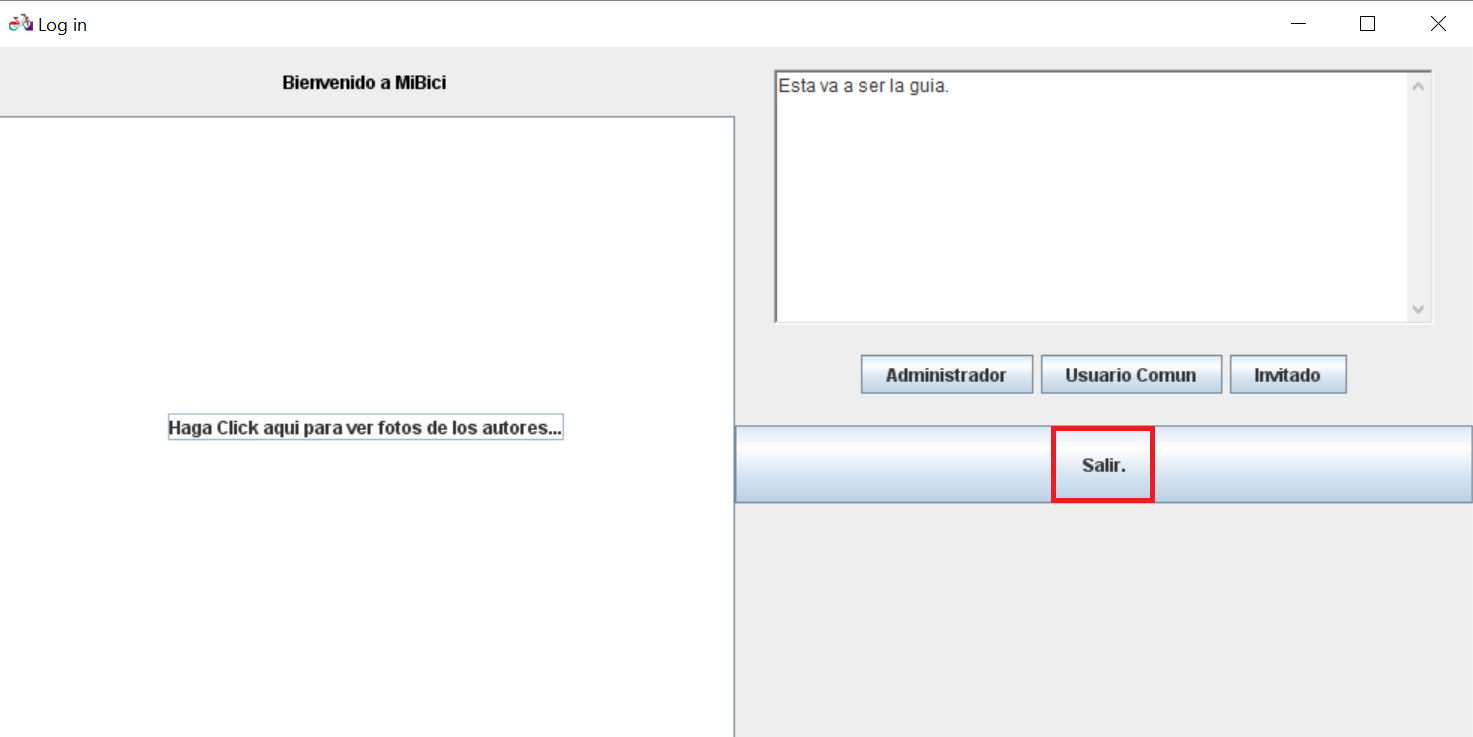 Log in
Bienvenido a MiBici
Haga Click aqui para ver fotos de los autores...
Esta va a ser la guia.
Administrador
Usuario Comun
Invitado
Salir.